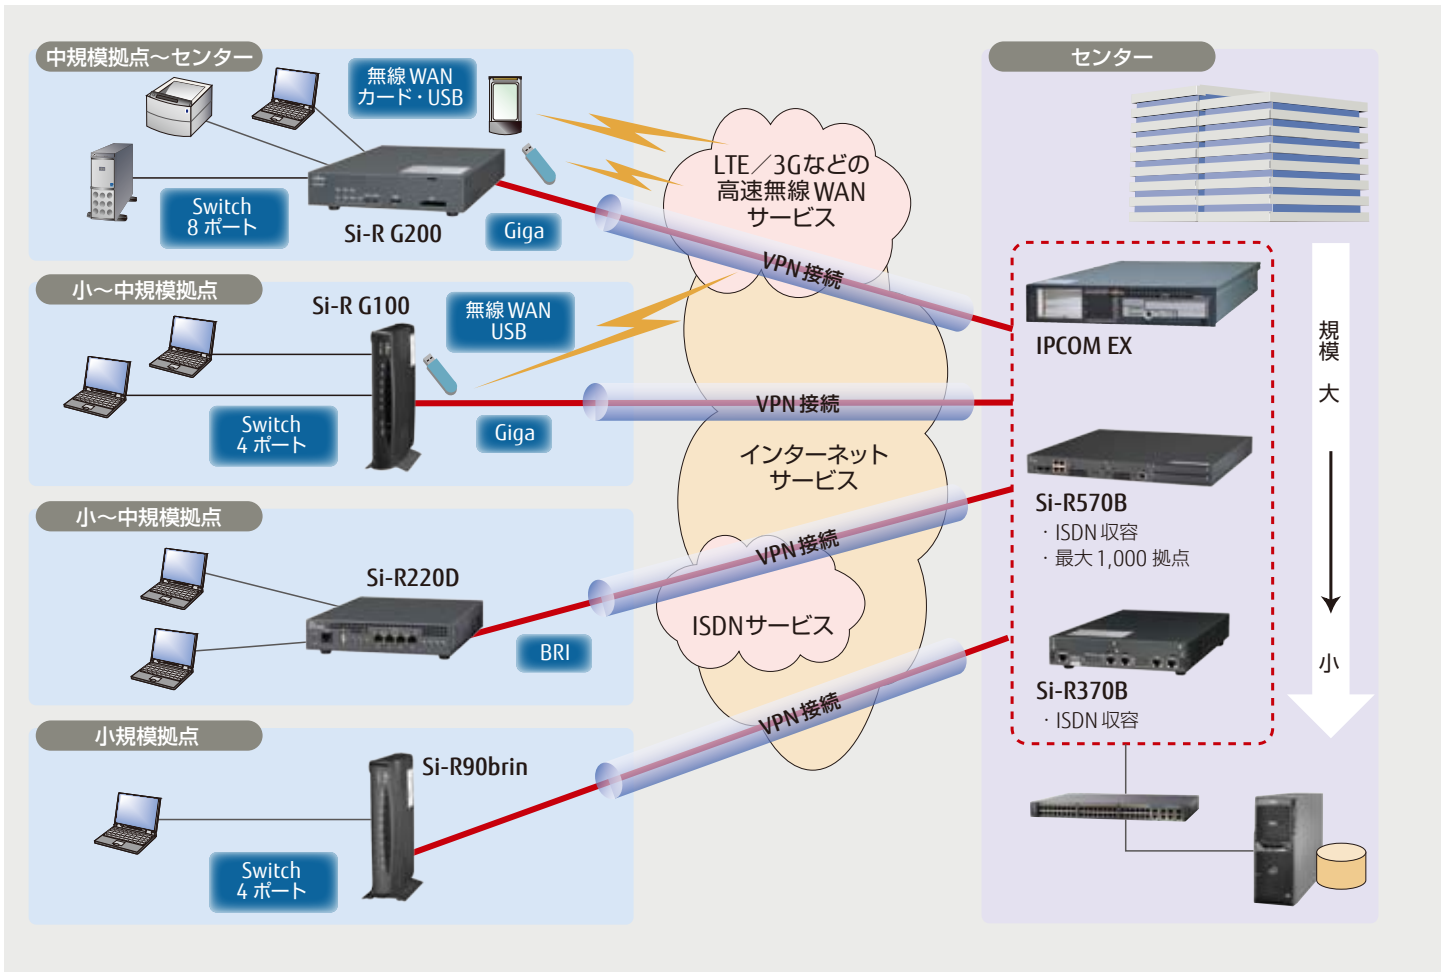 中規模拠点～センター
無線 WAN
カード・USB
Switch
8 ポート
Si-R G200
Giga
小～中規模拠点
Si-R G100
無線 WAN
USB
Switch
4 ポート
Giga
小～中規模拠点
Si-R220D
BRI
小規模拠点
Si-R90brin
Switch
4 ポート
LTE／3Gなどの
高速無線 WAN
サービス
VPN 接続
VPN 接続
インターネット
サービス
VPN 接続
ISDNサービス
VPN 接続
センター
IPCOM EX
Si-R570B
・ISDN 収容
・最大 1,000 拠点
Si-R370B
・ISDN 収容
規模
大
小